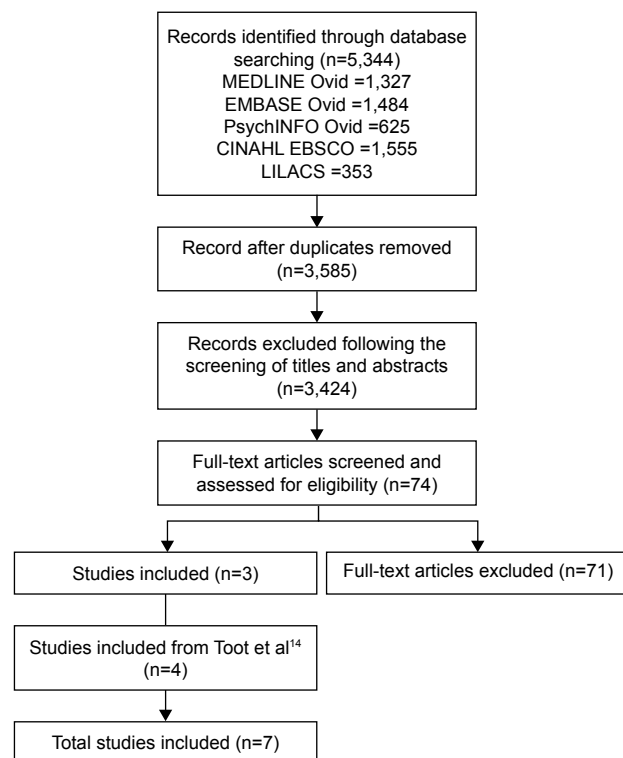 Records identified through database
searching (n=5,344)
MEDLINE Ovid =1,327
EMBASE Ovid =1,484
PsychINFO Ovid =625
CINAHL EBSCO =1,555
LILACS =353
Record after duplicates removed
(n=3,585)
Records excluded following the
screening of titles and abstracts
(n=3,424)
Full-text articles screened and
assessed for eligibility (n=74)
Studies included (n=3)
Full-text articles excluded (n=71)
Studies included from Toot et al¹⁴
(n=4)
Total studies included (n=7)